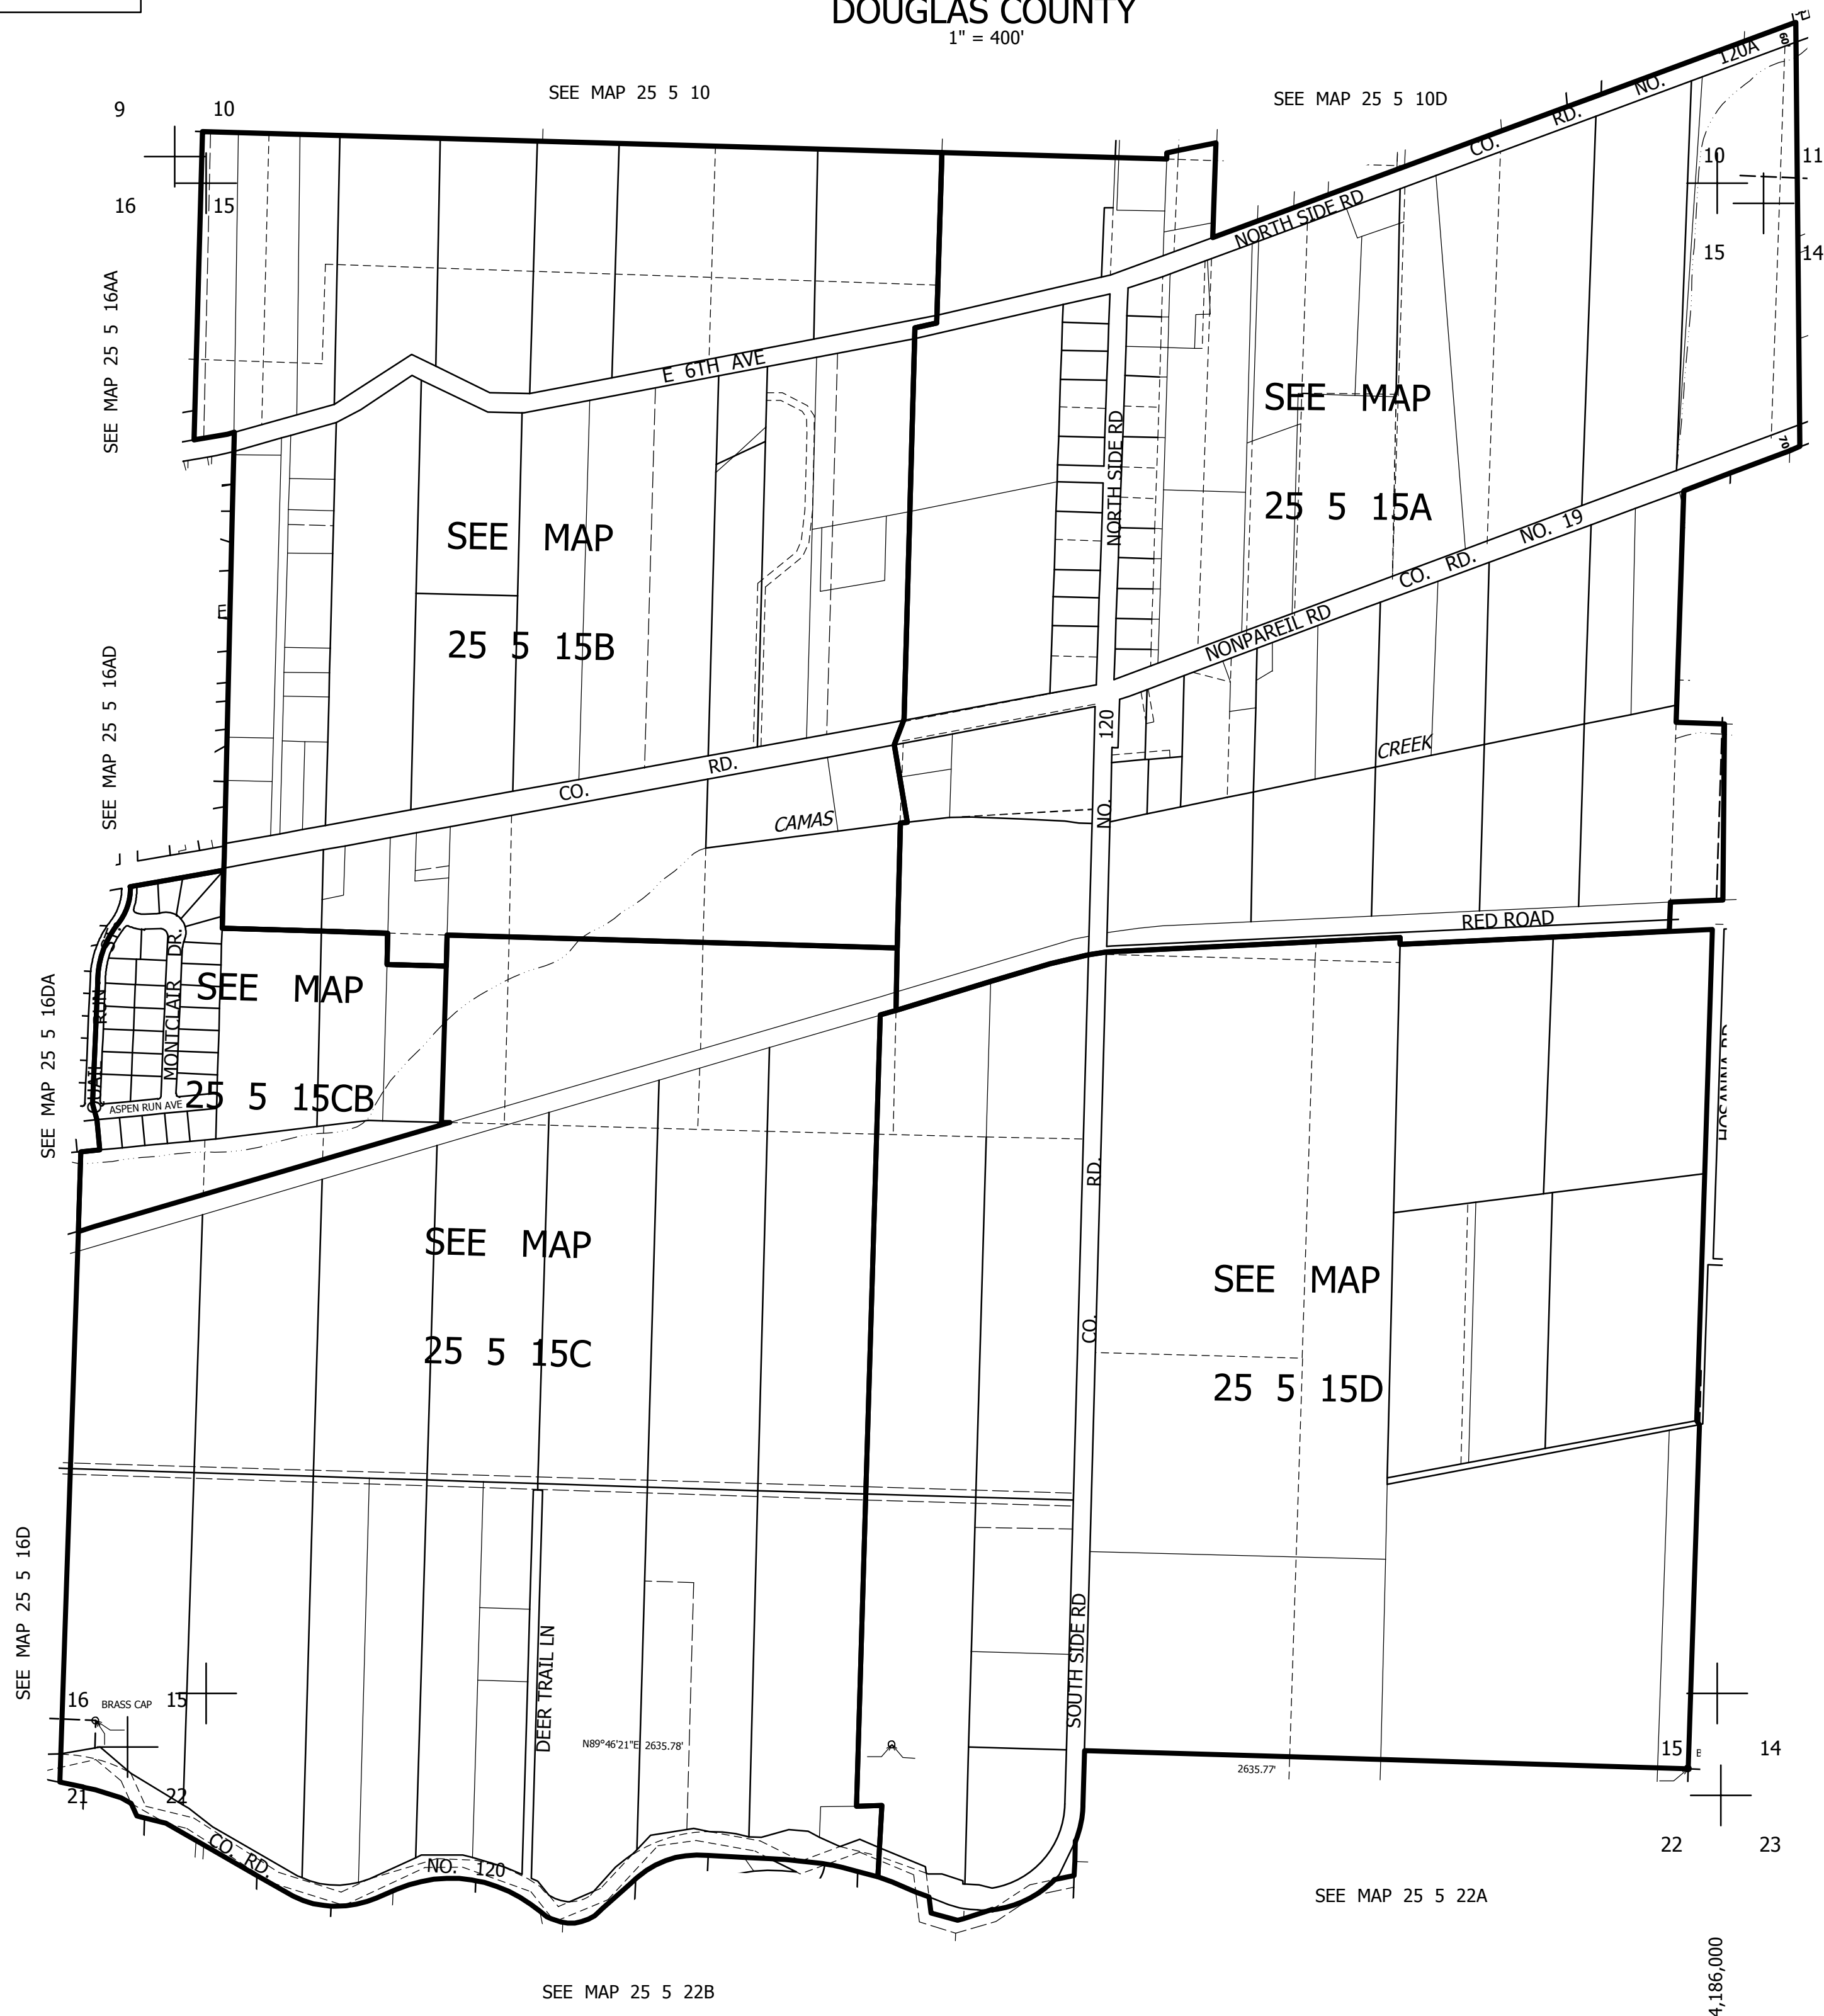 DOUGLAS COUNTY
1" = 400'
SEE MAP 25 5 10
SEE MAP 25 5 10D
9 10
16 15
10 11
15 14
60'
NORTH SIDE RD CO. RD. NO. 120A
SEE MAP 25 5 16AA
E 6TH AVE
NORTH SIDE RD
SEE MAP
25 5 15A
70'
SEE MAP
25 5 15B
NONPAREIL RD CO. RD. NO. 19
E
SEE MAP 25 5 16AD
CO. RD.
CAMAS CREEK
NO. 120
RED ROAD
QUAIL RUN ST.
MONTCLAIR DR.
ASPEN RUN AVE
SEE MAP
25 5 15CB
SEE MAP 25 5 16DA
SEE MAP
25 5 15C
SEE MAP
25 5 15D
SOUTH SIDE RD CO. RD.
DEER TRAIL LN
SEE MAP 25 5 16D
16 BRASS CAP 15
21 22
N89°46'21"E 2635.78'
2635.77'
15 14
22 23
CO. RD. NO. 120
SEE MAP 25 5 22A
SEE MAP 25 5 22B
4,186,000